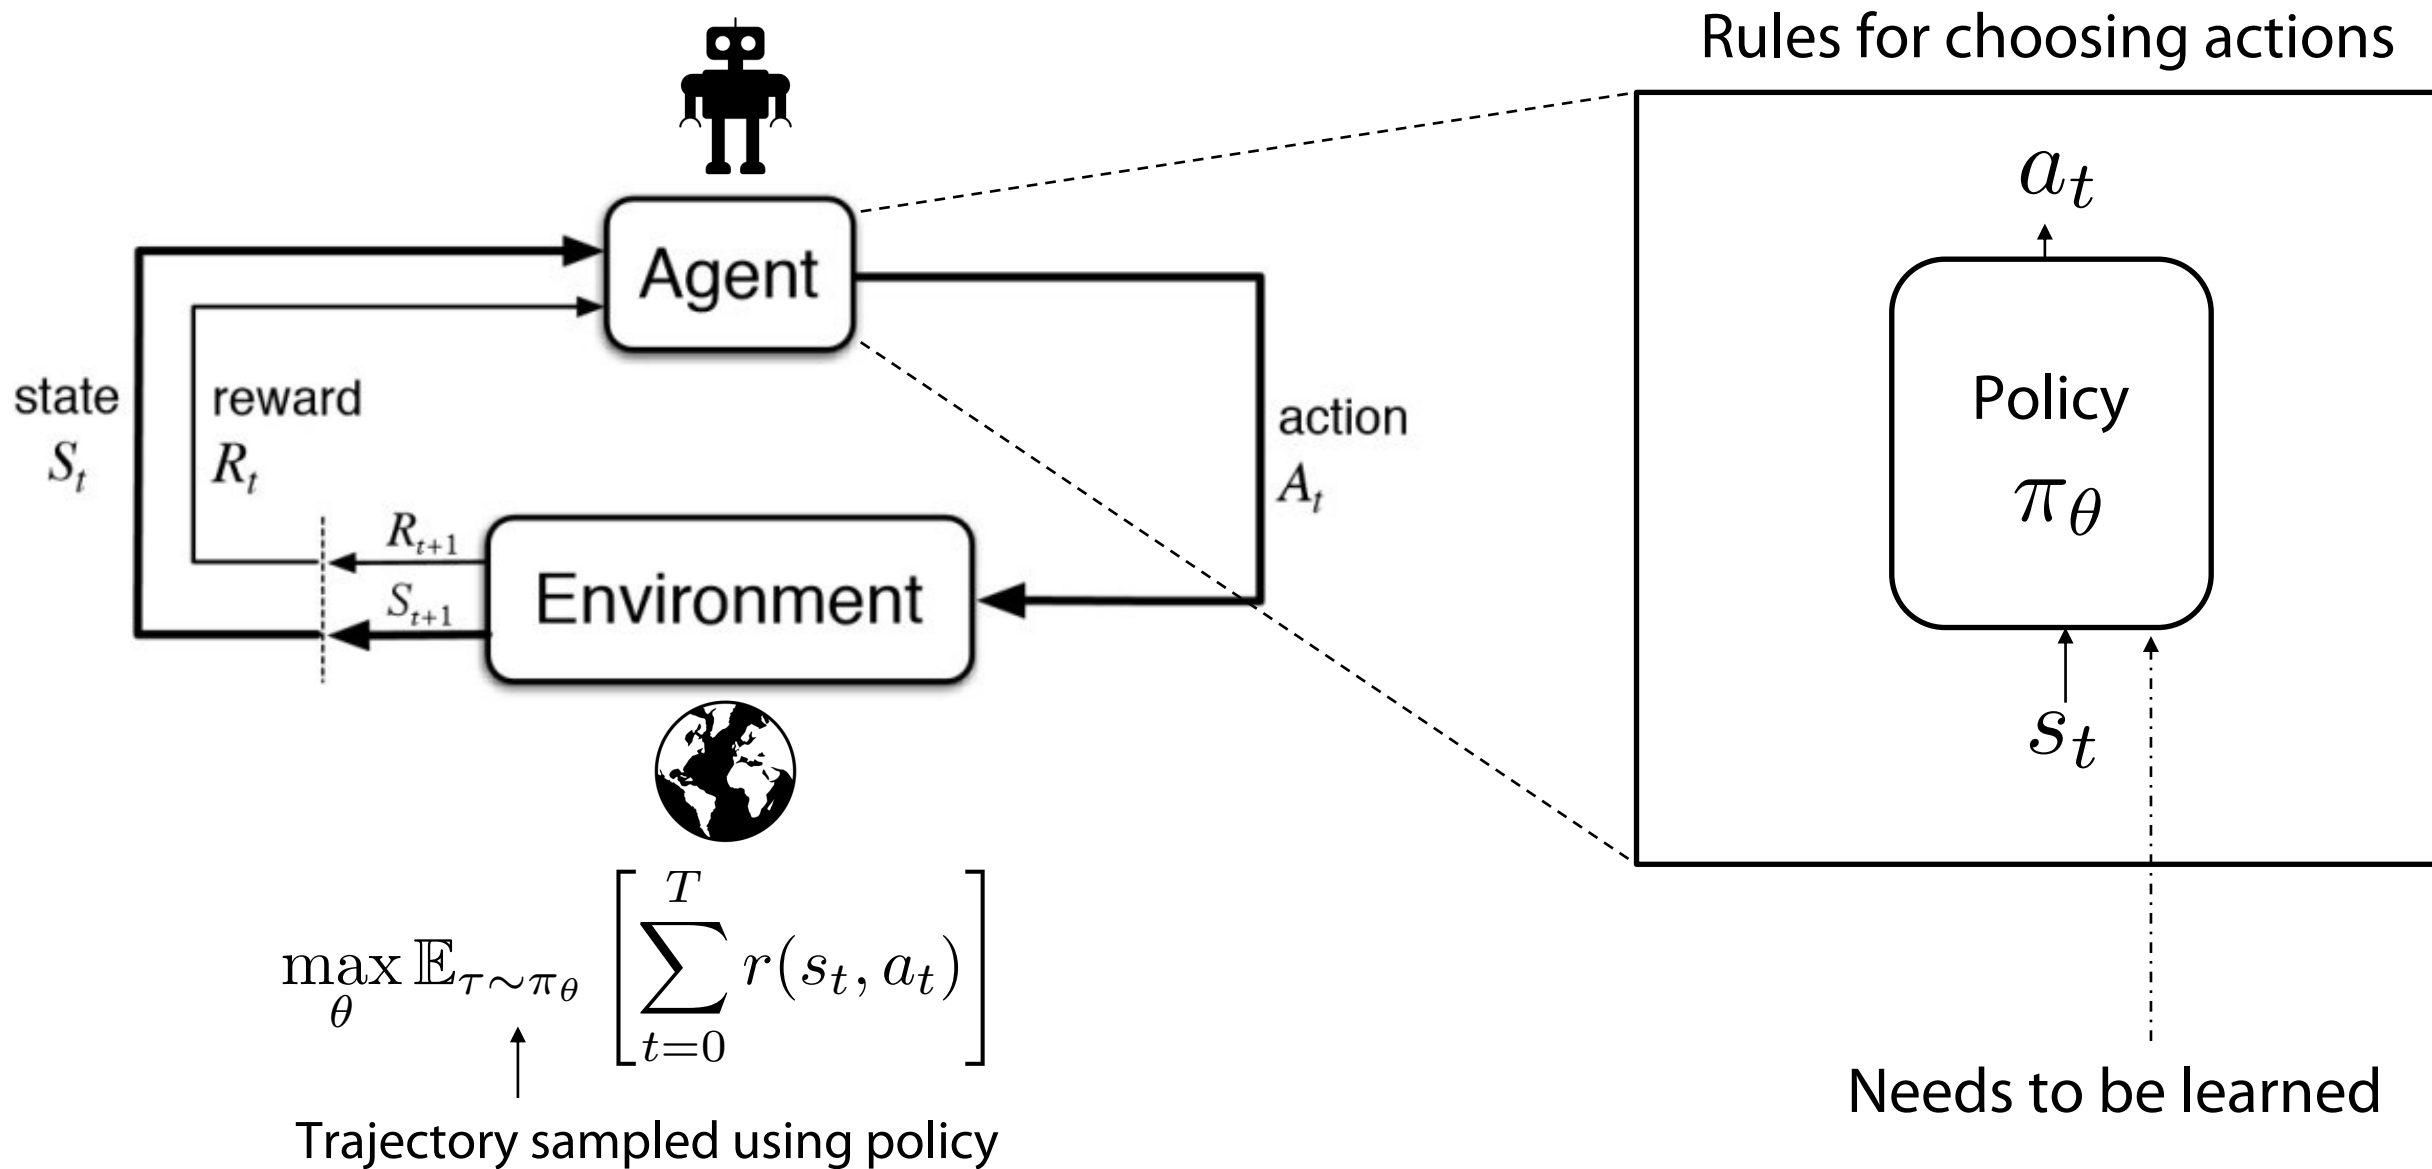 Rules for choosing actions
Agent
state
S_t
reward
R_t
action
A_t
R_{t+1}
S_{t+1}
Environment
a_t
Policy
π_θ
s_t
max_θ 𝔼_{τ∼π_θ} [∑_{t=0}^{T} r(s_t, a_t)]
Trajectory sampled using policy
Needs to be learned